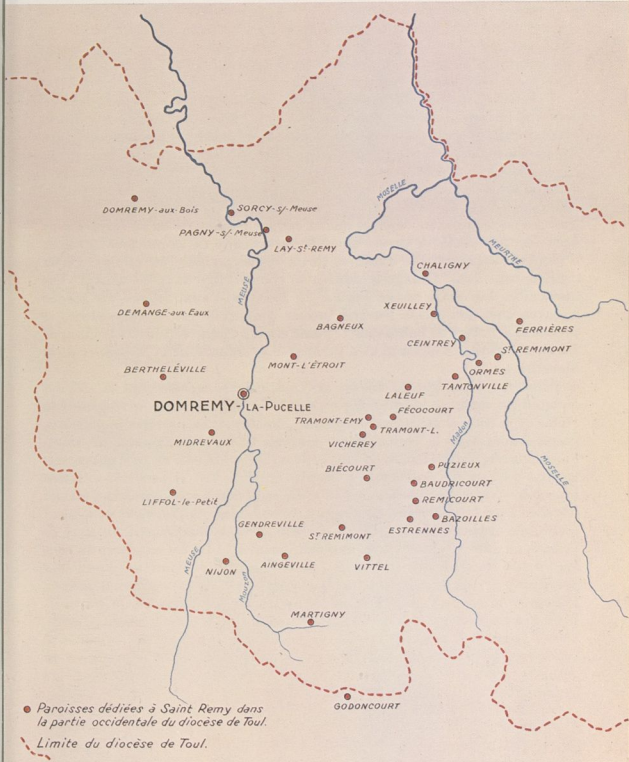 MOSELLE
DOMREMY-aux-Bois
SORCY-s/-Meuse
PAGNY-s/-Meuse
LAY-St-REMY
MEURTHE
CHALIGNY
MEUSE
DEMANGE-aux-Eaux
XEUILLEY
BAGNEUX
FERRIÈRES
CEINTREY
St REMIMONT
MONT-L'ÉTROIT
ORMES
BERTHELÉVILLE
TANTONVILLE
LALEUF
DOMREMY-LA-PUCELLE
FÉCOCOURT
TRAMONT-EMY
TRAMONT-L.
MIDREVAUX
VICHEREY
Madon
BIÉCOURT
PUZIEUX
MOSELLE
BAUDRICOURT
LIFFOL-le-Petit
REMICOURT
GENDREVILLE
BAZOILLES
St REMIMONT
ESTRENNES
MEUSE
NIJON
AINGEVILLE
VITTEL
Mouzon
MARTIGNY
GODONCOURT
Paroisses dédiées à Saint Remy dans
la partie occidentale du diocèse de Toul.
Limite du diocèse de Toul.